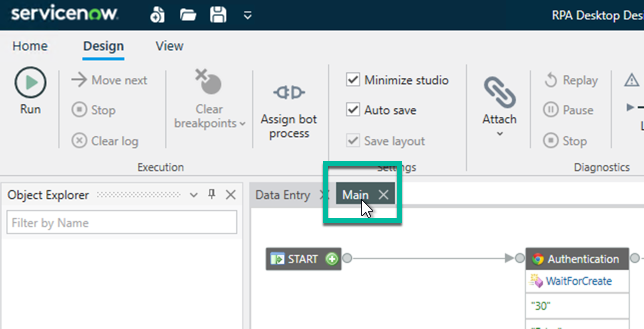 servicenow
RPA Desktop Des
Home Design View
Run
Move next
Stop
Clear log
Clear
breakpoints
Assign bot
process
Minimize studio
Auto save
Save layout
Attach
Replay
Pause
Stop
Execution
Settings
Diagnostics
Object Explorer
Filter by Name
Data Entry
Main
START
Authentication
WaitForCreate
"30"